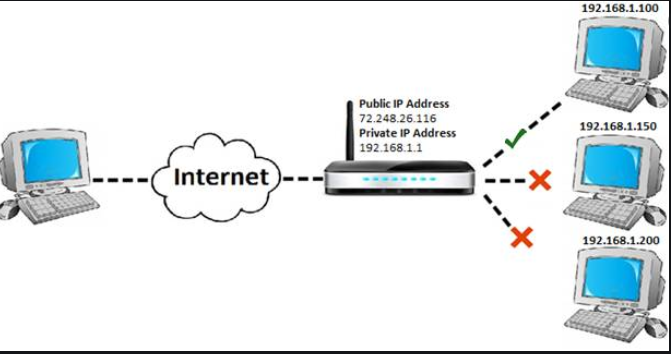 192.168.1.100
Public IP Address
72.248.26.116
Private IP Address
192.168.1.1
Internet
192.168.1.150
192.168.1.200